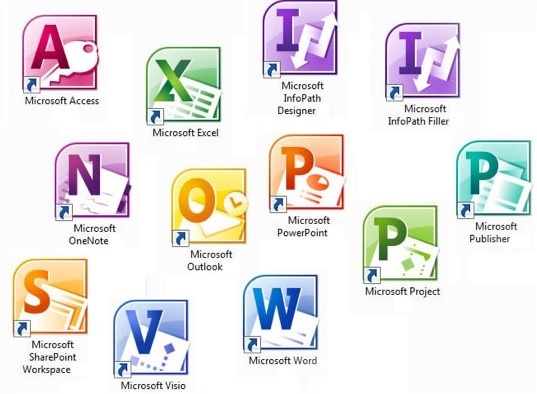 A
Microsoft Access
X
Microsoft Excel
I
Microsoft
InfoPath
Designer
I
Microsoft
InfoPath Filler
N
Microsoft
OneNote
O
Microsoft
Outlook
P
Microsoft
PowerPoint
P
Microsoft Project
P
Microsoft
Publisher
S
Microsoft
SharePoint
Workspace
V
Microsoft Visio
W
Microsoft Word